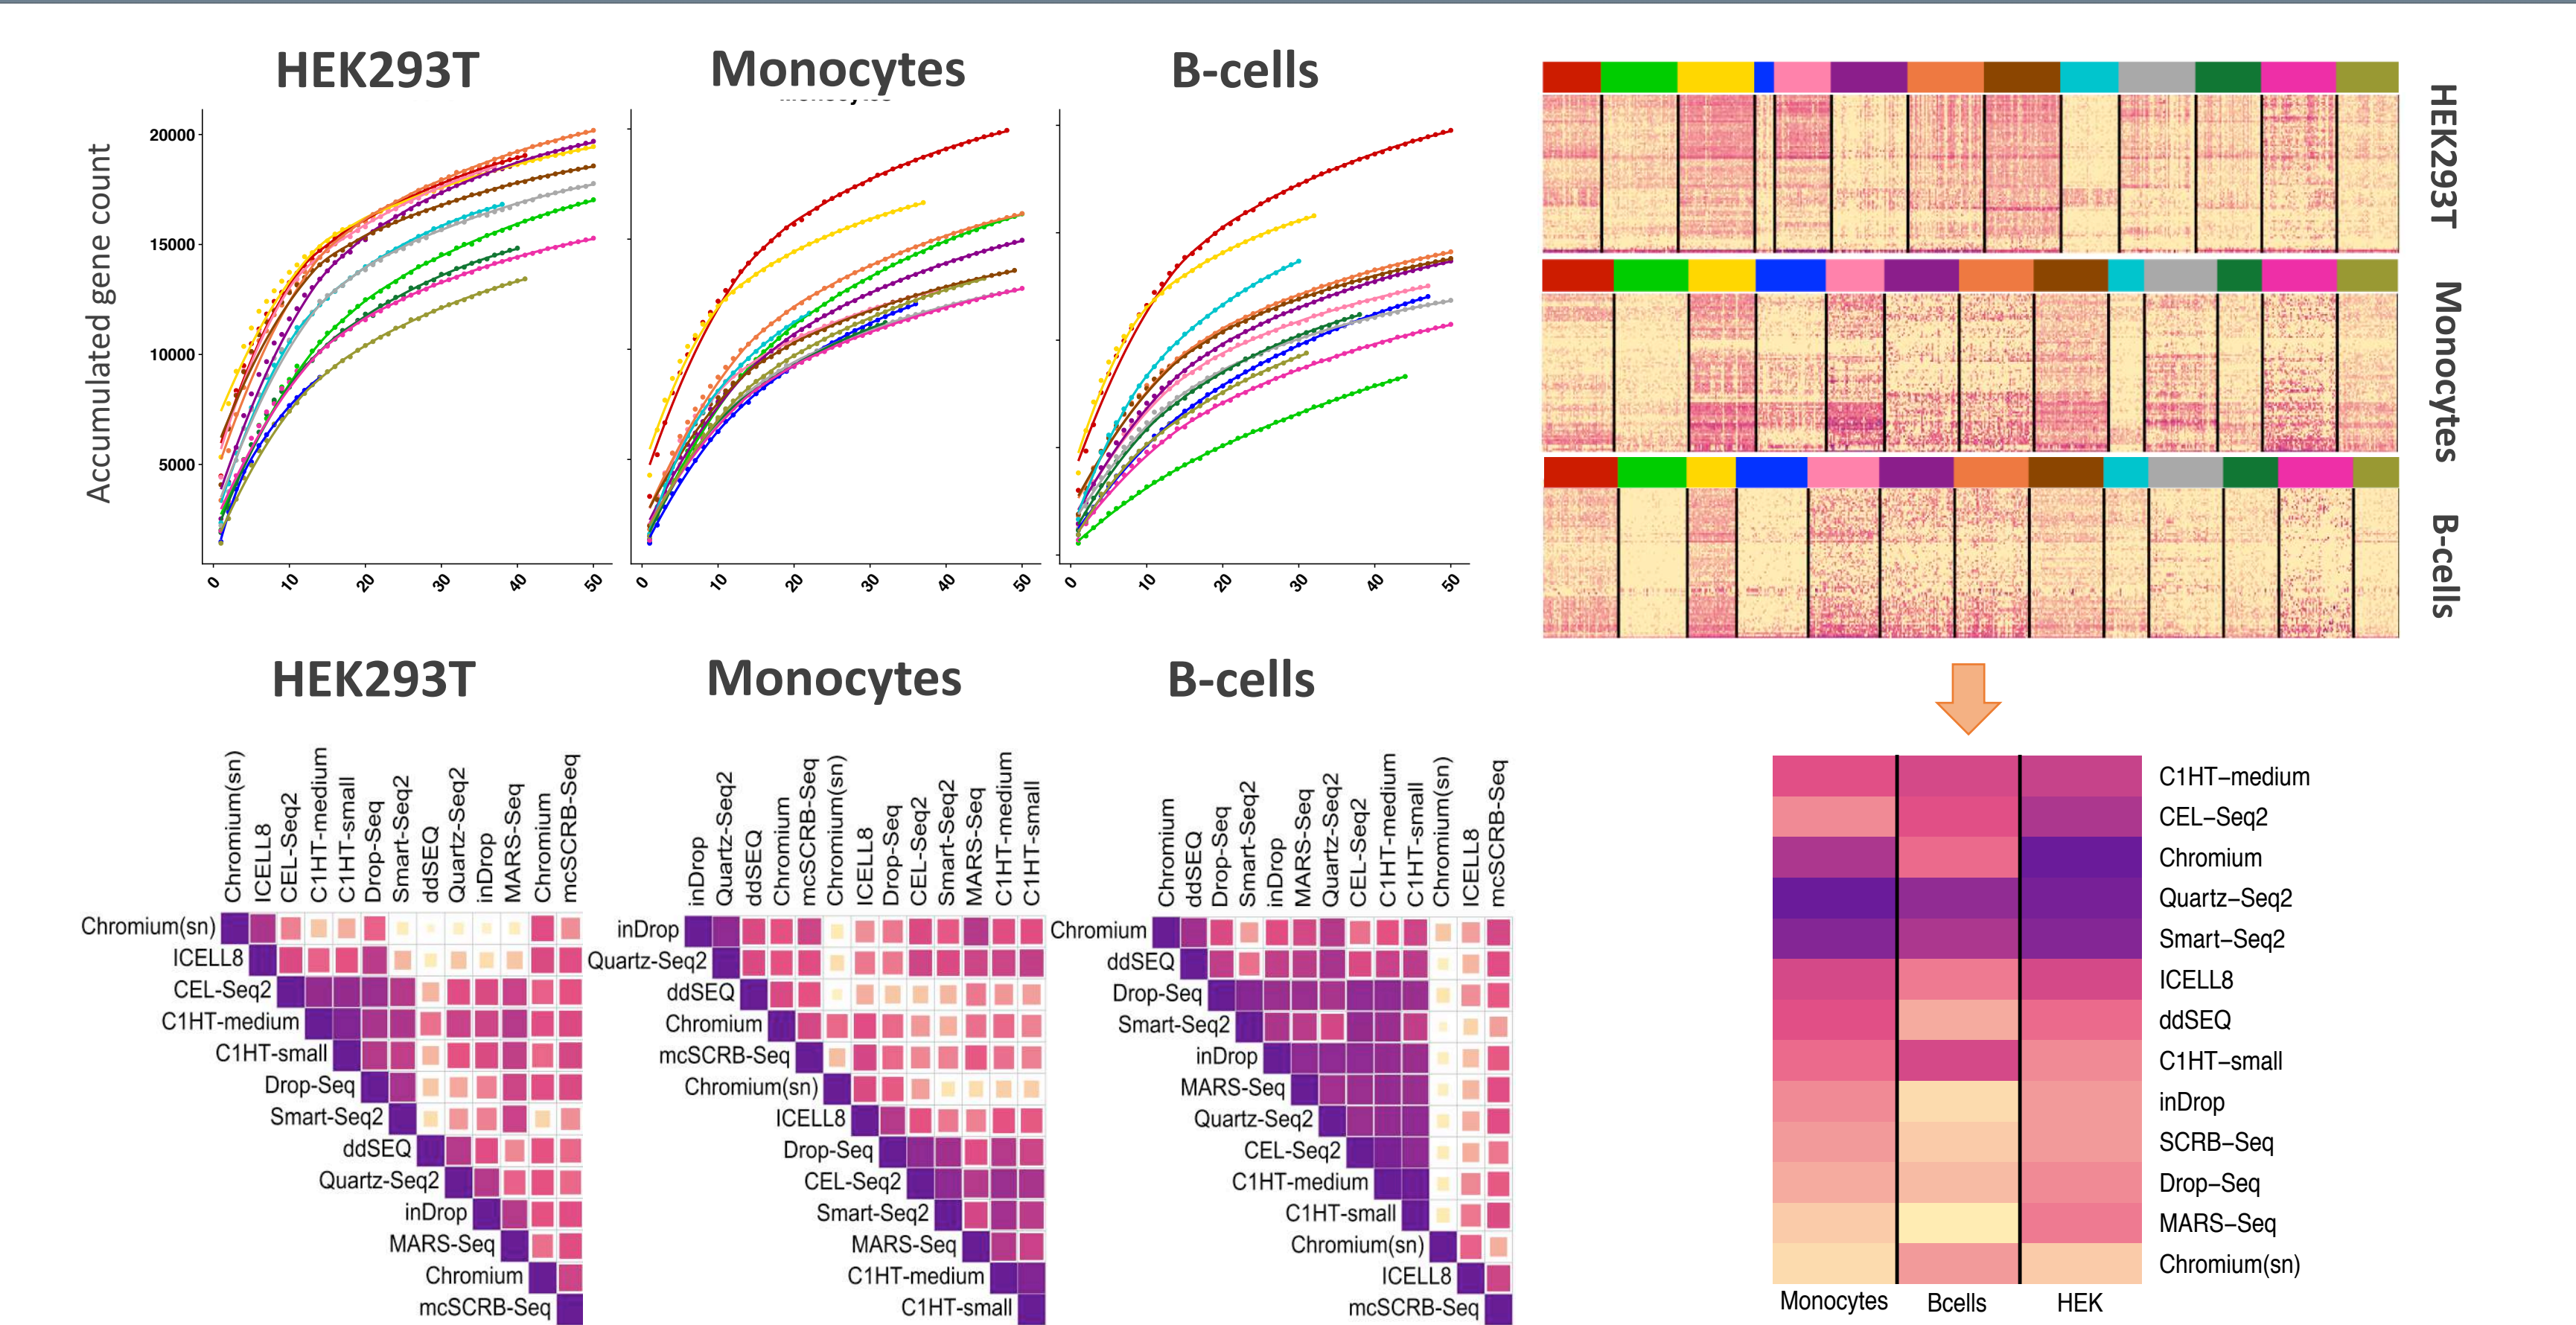 HEK293T
Monocytes
B-cells
Accumulated gene count
20000
15000
10000
5000
0 10 20 30 40 50
0 10 20 30 40 50
0 10 20 30 40 50
HEK293T
Monocytes
B-cells
HEK293T
Monocytes
B-cells
Chromium(sn)
ICELL8
CEL-Seq2
C1HT-medium
C1HT-small
Drop-Seq
Smart-Seq2
ddSEQ
Quartz-Seq2
inDrop
MARS-Seq
Chromium
mcSCRB-Seq
Chromium(sn)
ICELL8
CEL-Seq2
C1HT-medium
C1HT-small
Drop-Seq
Smart-Seq2
ddSEQ
Quartz-Seq2
inDrop
MARS-Seq
Chromium
mcSCRB-Seq
inDrop
Quartz-Seq2
ddSEQ
Chromium
mcSCRB-Seq
Chromium(sn)
ICELL8
Drop-Seq
CEL-Seq2
Smart-Seq2
MARS-Seq
C1HT-medium
C1HT-small
inDrop
Quartz-Seq2
ddSEQ
Chromium
mcSCRB-Seq
Chromium(sn)
ICELL8
Drop-Seq
CEL-Seq2
Smart-Seq2
MARS-Seq
C1HT-medium
C1HT-small
Chromium
ddSEQ
Drop-Seq
Smart-Seq2
inDrop
MARS-Seq
Quartz-Seq2
CEL-Seq2
C1HT-medium
C1HT-small
Chromium(sn)
ICELL8
mcSCRB-Seq
Chromium
ddSEQ
Drop-Seq
Smart-Seq2
inDrop
MARS-Seq
Quartz-Seq2
CEL-Seq2
C1HT-medium
C1HT-small
Chromium(sn)
ICELL8
mcSCRB-Seq
C1HT−medium
CEL−Seq2
Chromium
Quartz−Seq2
Smart−Seq2
ICELL8
ddSEQ
C1HT−small
inDrop
SCRB−Seq
Drop−Seq
MARS−Seq
Chromium(sn)
Monocytes Bcells HEK